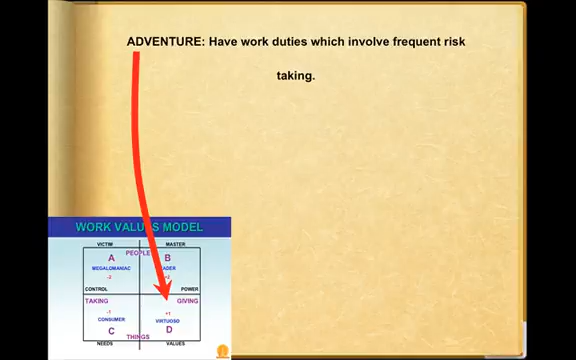 ADVENTURE: Have work duties which involve frequent risk
taking.
WORK VALUES MODEL
VICTIM MASTER
PEOPLE
A B
MEGALOMANIAC
-2
CONTROL POWER
TAKING GIVING
-1 +1
CONSUMER VIRTUOSO
C D
THINGS
NEEDS VALUES